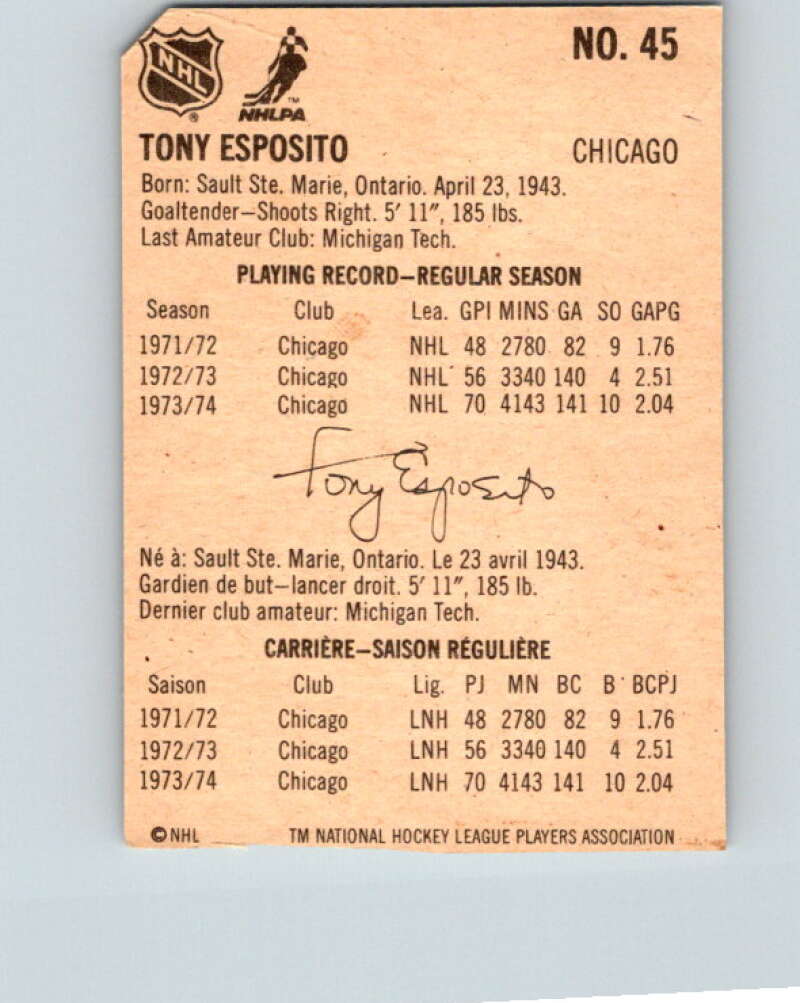 NHL
®
NHLPA
TM
NO. 45
TONY ESPOSITO CHICAGO
Born: Sault Ste. Marie, Ontario. April 23, 1943.
Goaltender—Shoots Right. 5′ 11″, 185 lbs.
Last Amateur Club: Michigan Tech.
PLAYING RECORD—REGULAR SEASON
Season Club Lea. GPI MINS GA SO GAPG
1971/72 Chicago NHL 48 2780 82 9 1.76
1972/73 Chicago NHL 56 3340 140 4 2.51
1973/74 Chicago NHL 70 4143 141 10 2.04
Tony Esposito
Né à: Sault Ste. Marie, Ontario. Le 23 avril 1943.
Gardien de but—lancer droit. 5′ 11″, 185 lb.
Dernier club amateur: Michigan Tech.
CARRIÈRE—SAISON RÉGULIÈRE
Saison Club Lig. PJ MN BC B BCPJ
1971/72 Chicago LNH 48 2780 82 9 1.76
1972/73 Chicago LNH 56 3340 140 4 2.51
1973/74 Chicago LNH 70 4143 141 10 2.04
© NHL TM NATIONAL HOCKEY LEAGUE PLAYERS ASSOCIATION